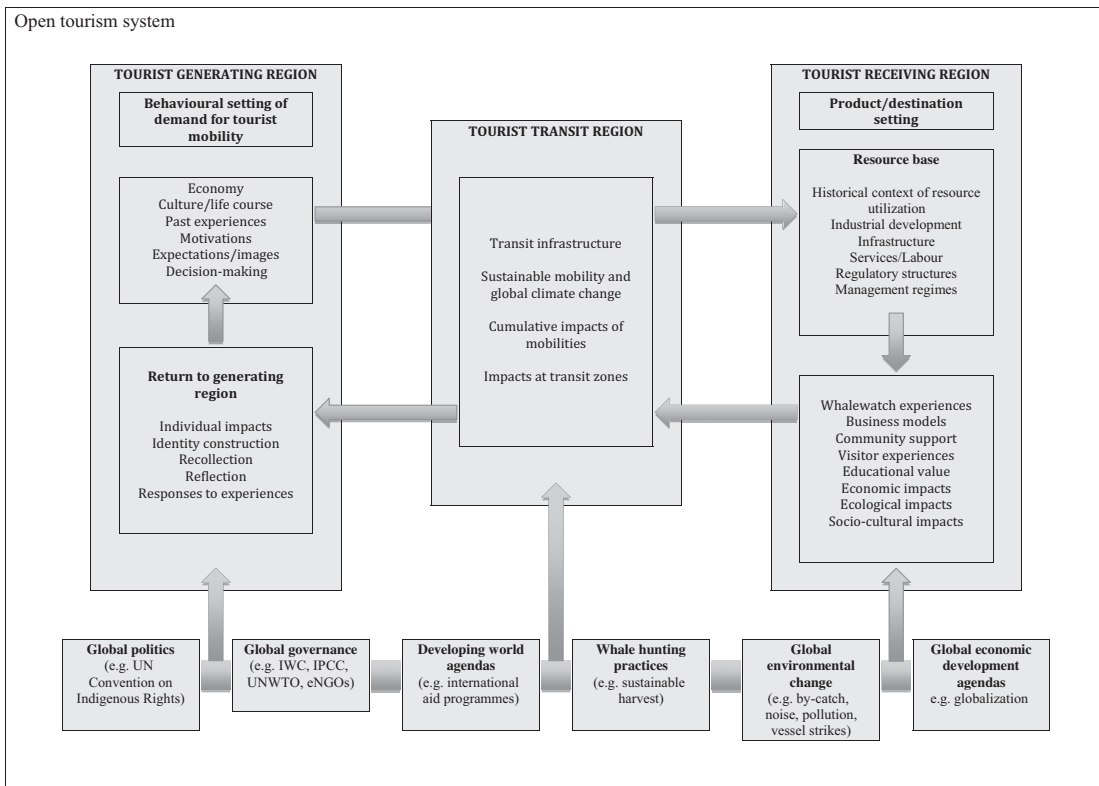 Open tourism system
TOURIST GENERATING REGION
Behavioural setting of
demand for tourist
mobility
Economy
Culture/life course
Past experiences
Motivations
Expectations/images
Decision-making
Return to generating
region
Individual impacts
Identity construction
Recollection
Reflection
Responses to experiences
TOURIST TRANSIT REGION
Transit infrastructure
Sustainable mobility and
global climate change
Cumulative impacts of
mobilities
Impacts at transit zones
TOURIST RECEIVING REGION
Product/destination
setting
Resource base
Historical context of resource
utilization
Industrial development
Infrastructure
Services/Labour
Regulatory structures
Management regimes
Whalewatch experiences
Business models
Community support
Visitor experiences
Educational value
Economic impacts
Ecological impacts
Socio-cultural impacts
Global politics
(e.g. UN
Convention on
Indigenous Rights)
Global governance
(e.g. IWC, IPCC,
UNWTO, eNGOs)
Developing world
agendas
(e.g. international
aid programmes)
Whale hunting
practices
(e.g. sustainable
harvest)
Global
environmental
change
(e.g. by-catch,
noise, pollution,
vessel strikes)
Global economic
development
agendas
e.g. globalization